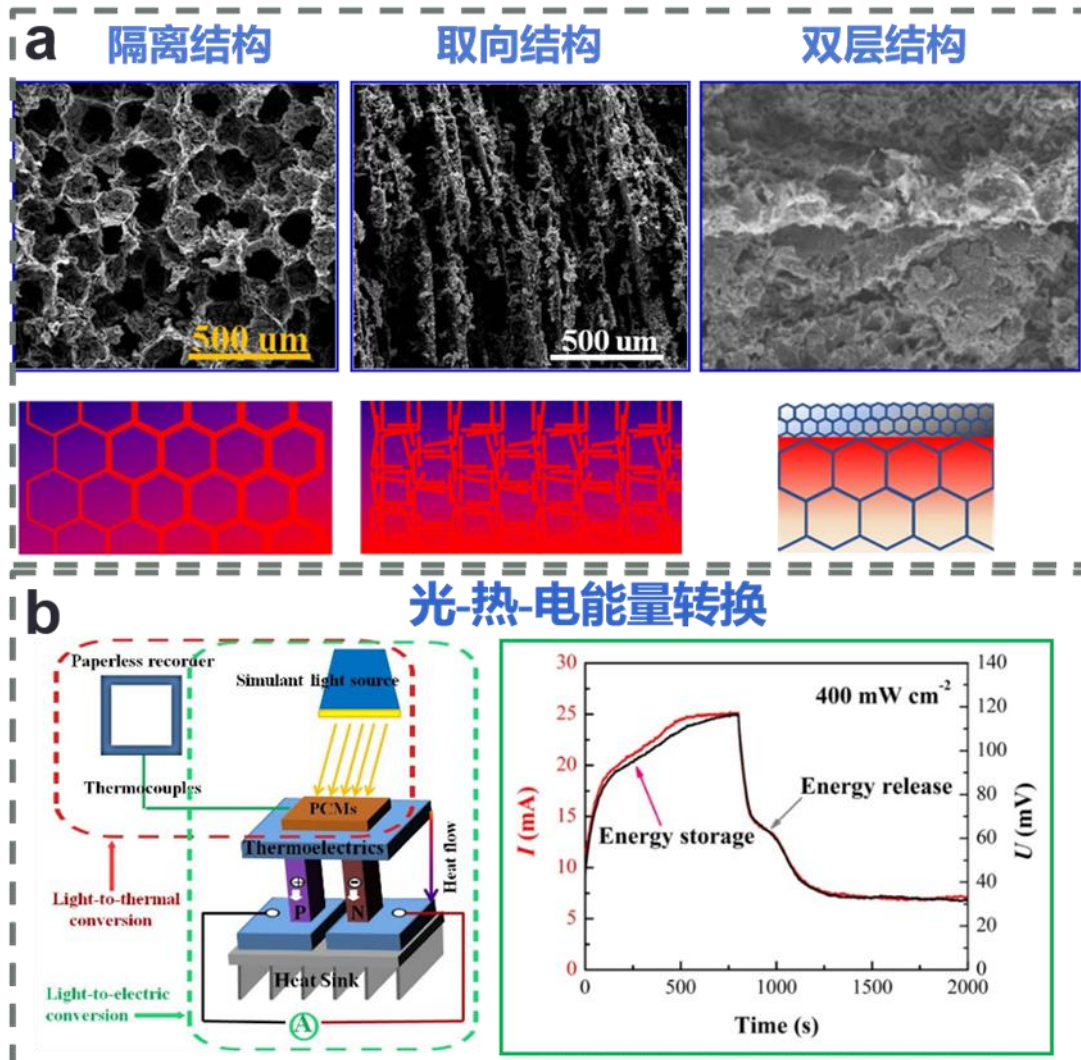 a
隔离结构
取向结构
双层结构
500 um
500 um
b
光-热-电能量转换
Paperless recorder
Simulant light source
Thermocouples
PCMs
Thermoelectrics
Heat flow
P
N
Light-to-thermal
conversion
Heat Sink
Light-to-electric
conversion
A
400 mW cm⁻²
Energy storage
Energy release
I (mA)
30
25
20
15
10
5
0
U (mV)
140
120
100
80
60
40
20
0
0
500
1000
1500
2000
Time (s)